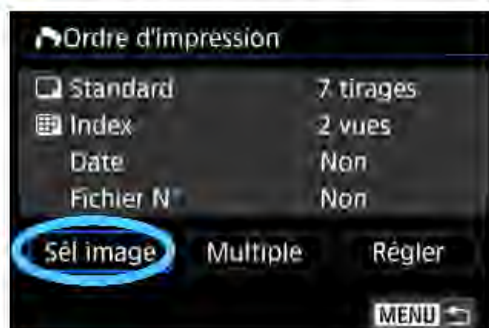 Ordre d'impression
Standard 7 tirages
Index 2 vues
Date Non
Fichier N° Non
Sél image Multiple Régler
MENU